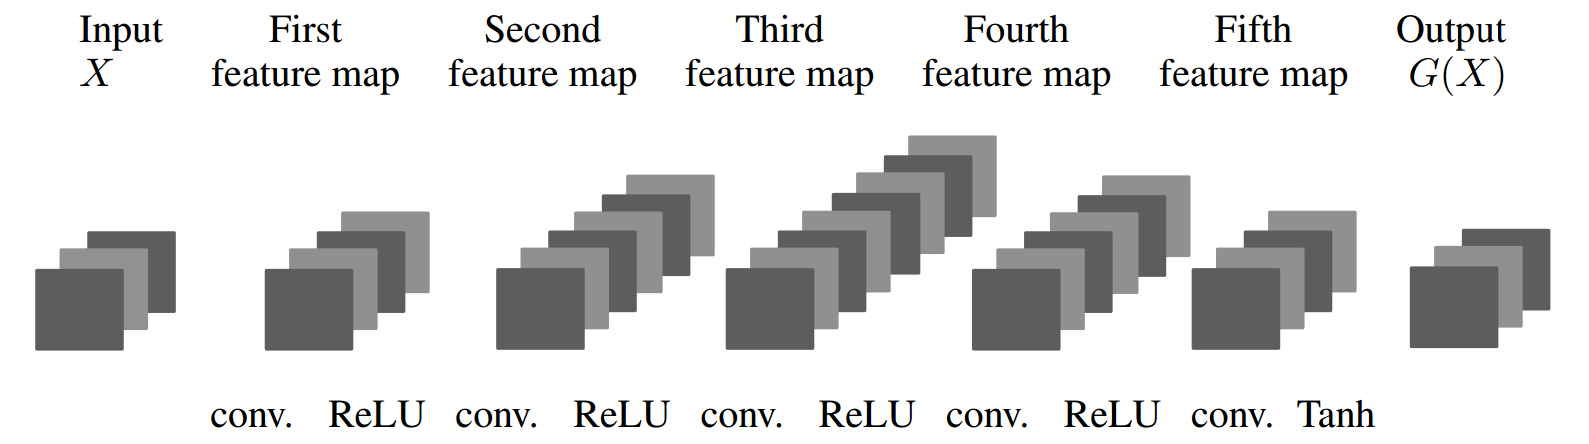 Input First Second Third Fourth Fifth Output
X feature map feature map feature map feature map feature map G(X)
conv. ReLU conv. ReLU conv. ReLU conv. ReLU conv. Tanh